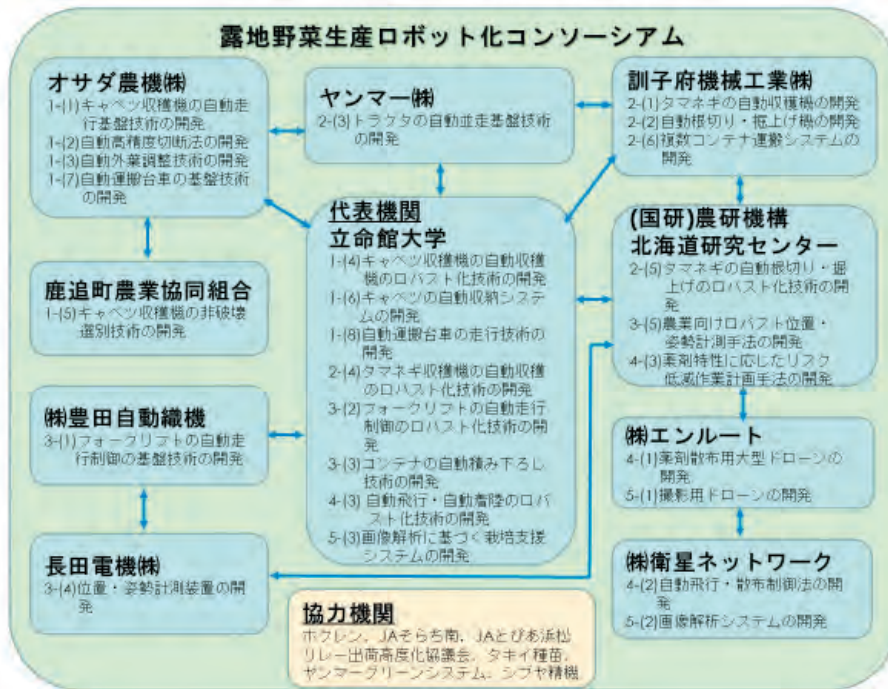 露地野菜生産ロボット化コンソーシアム
オサダ農機㈱
1-(1)キャベツ収穫機の自動走
行基盤技術の開発
1-(2)自動高精度切断法の開発
1-(3)自動外葉調整技術の開発
1-(7)自動運搬台車の基盤技術
の開発
ヤンマー㈱
2-(3)トラクタの自動並走基盤技術
の開発
訓子府機械工業㈱
2-(1)タマネギの自動収穫機の開発
2-(2)自動根切り・掘上げ機の開発
2-(6)複数コンテナ運搬システムの
開発
鹿追町農業協同組合
1-(5)キャベツ収穫機の非破壊
選別技術の開発
代表機関
立命館大学
1-(4)キャベツ収穫機の自動収穫
機のロバスト化技術の開発
1-(6)キャベツの自動収納システ
ムの開発
1-(8)自動運搬台車の走行技術の
開発
2-(4)タマネギ収穫機の自動収穫
のロバスト化技術の開発
3-(2)フォークリフトの自動走行
制御のロバスト化技術の開
発
3-(3)コンテナの自動積み下ろし
技術の開発
4-(3) 自動飛行・自動着陸のロバ
スト化技術の開発
5-(3)画像解析に基づく栽培支援
システムの開発
(国研)農研機構
北海道研究センター
2-(5)タマネギの自動根切り・掘
上げのロバスト化技術の開
発
3-(5)農業向けロバスト位置・
姿勢計測手法の開発
4-(3)薬剤特性に応じたリスク
低減作業計画手法の開発
㈱豊田自動織機
3-(1)フォークリフトの自動走
行制御の基盤技術の開発
㈱エンルート
4-(1)薬剤散布用大型ドローンの開
発
5-(1)撮影用ドローンの開発
長田電機㈱
3-(4)位置・姿勢計測装置の開
発
㈱衛星ネットワーク
4-(2)自動飛行・散布制御法の開
発
5-(2)画像解析システムの開発
協力機関
ホクレン、JAそらち南、JAとぴあ浜松
リレー出荷高度化協議会、タキイ種苗、
ヤンマーグリーンシステム、シブヤ精機